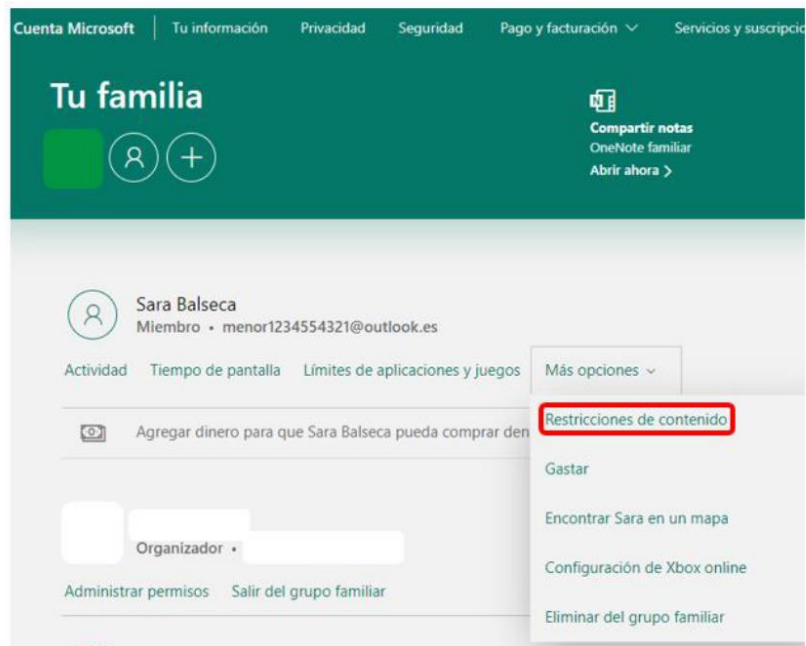 Cuenta Microsoft Tu información Privacidad Seguridad Pago y facturación Servicios y
Tu familia
Compartir notas
OneNote familiar
Abrir ahora
Sara Balseca
Miembro • menor1234554321@outlook.es
Actividad Tiempo de pantalla Límites de aplicaciones y juegos Más opciones
Agregar dinero para que Sara Balseca pueda comprar
Restricciones de contenido
Gastar
Encontrar Sara en un mapa
Configuración de Xbox online
Eliminar del grupo familiar
Organizador •
Administrar permisos Salir del grupo familiar